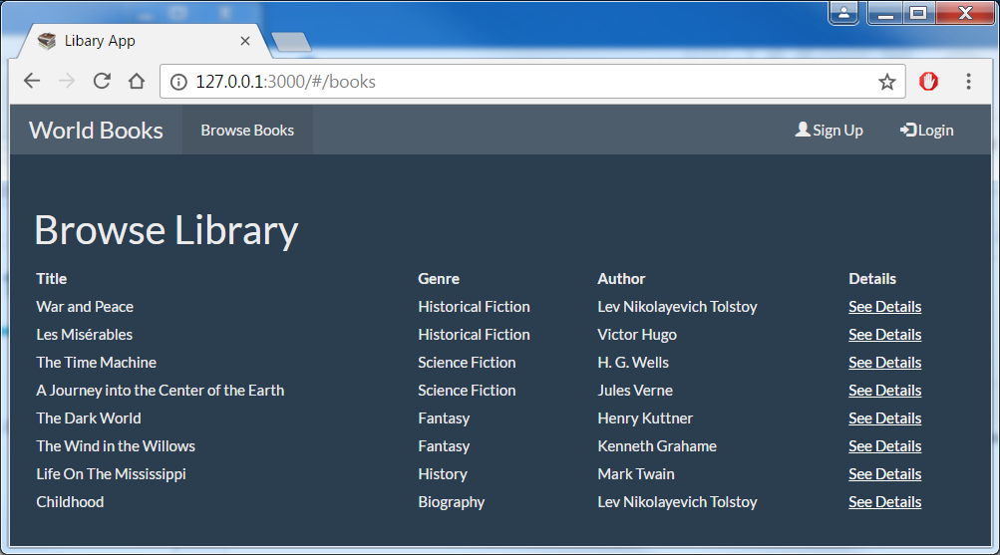 Libary App
127.0.0.1:3000/#/books
World Books Browse Books Sign Up Login
Browse Library
Title Genre Author Details
War and Peace Historical Fiction Lev Nikolayevich Tolstoy See Details
Les Misérables Historical Fiction Victor Hugo See Details
The Time Machine Science Fiction H. G. Wells See Details
A Journey into the Center of the Earth Science Fiction Jules Verne See Details
The Dark World Fantasy Henry Kuttner See Details
The Wind in the Willows Fantasy Kenneth Grahame See Details
Life On The Mississippi History Mark Twain See Details
Childhood Biography Lev Nikolayevich Tolstoy See Details